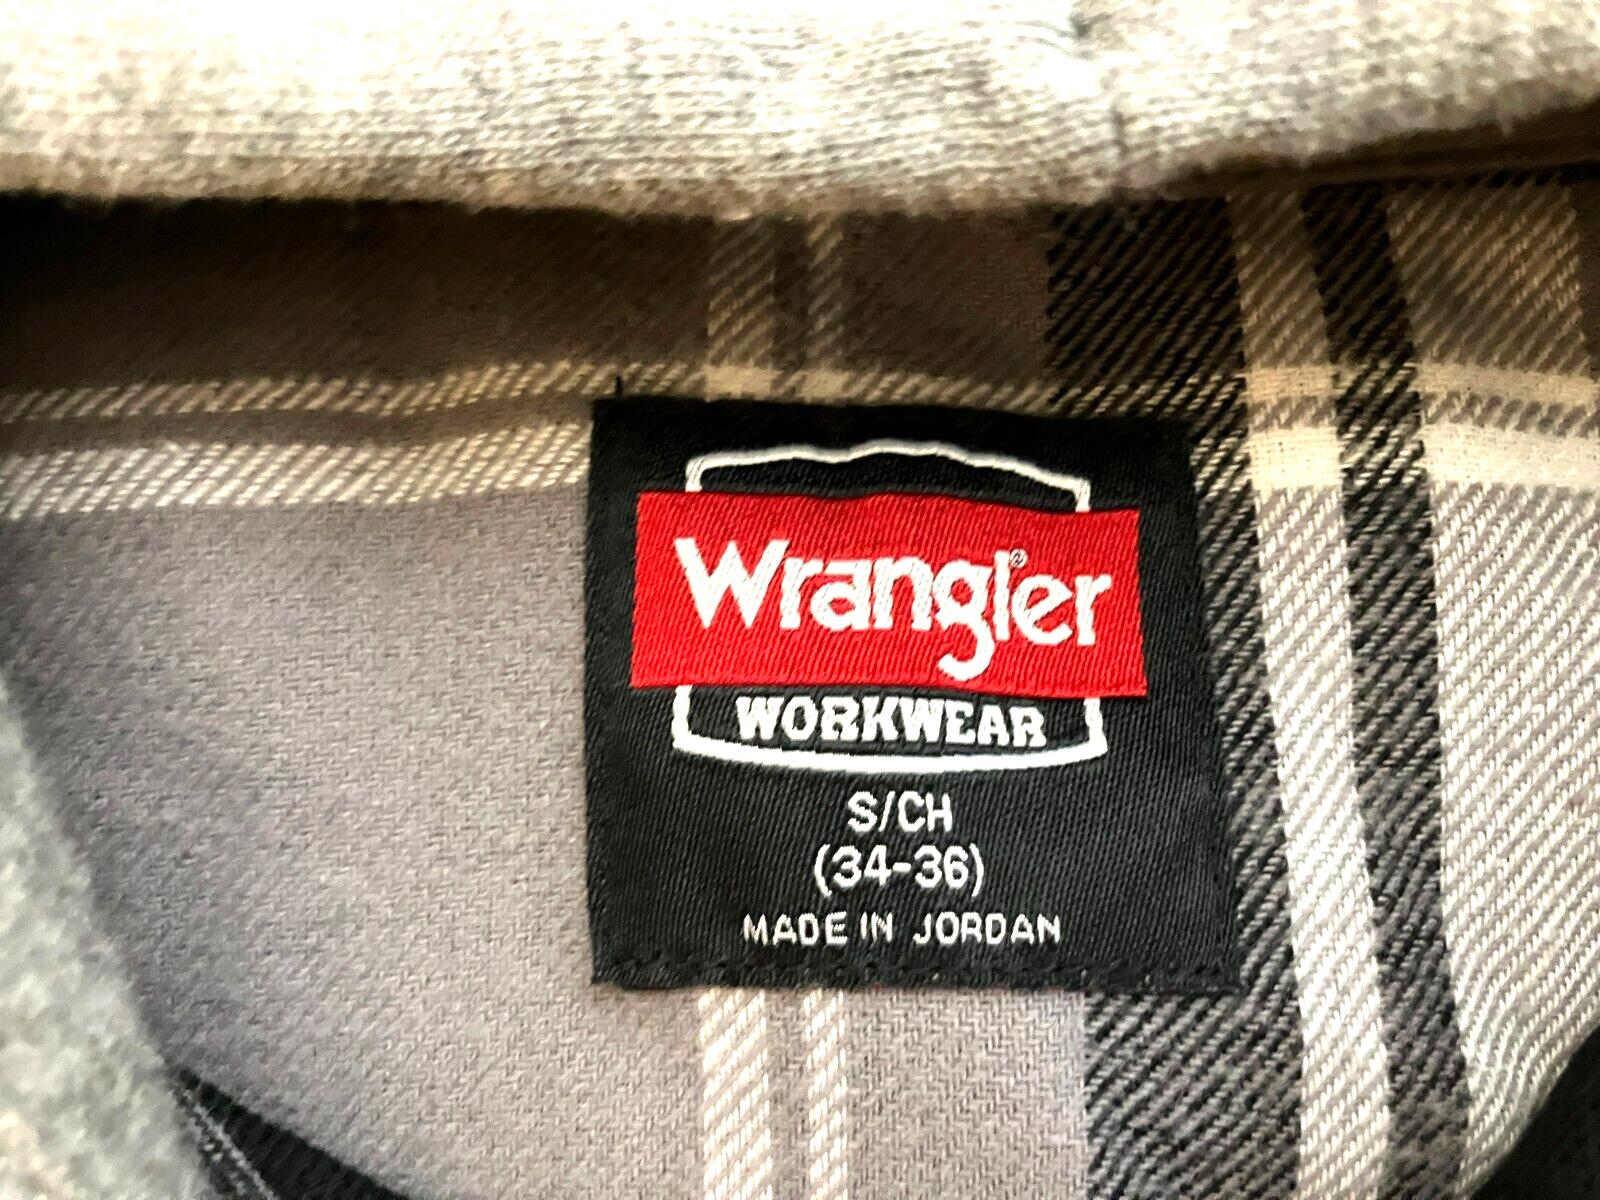 Wrangler®
WORKWEAR
S/CH
(34-36)
MADE IN JORDAN